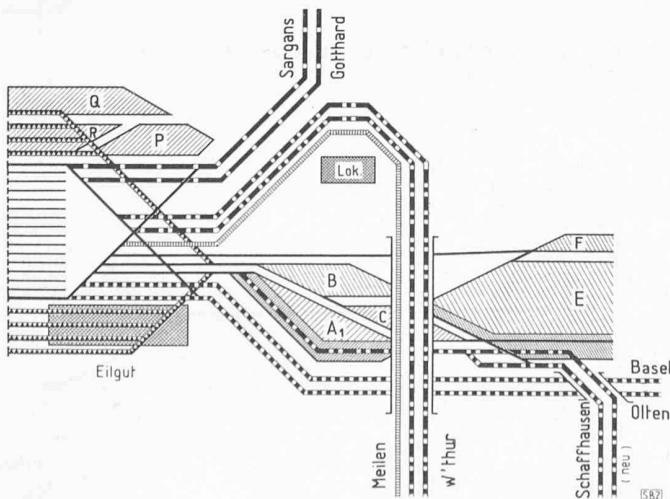 Sargans
Gotthard
Q
R
P
Lok.
F
B
E
C
A1
Eilgut
Basel
Olten
Meilen
W'thur
Schaffhausen
(neu)
SBZ